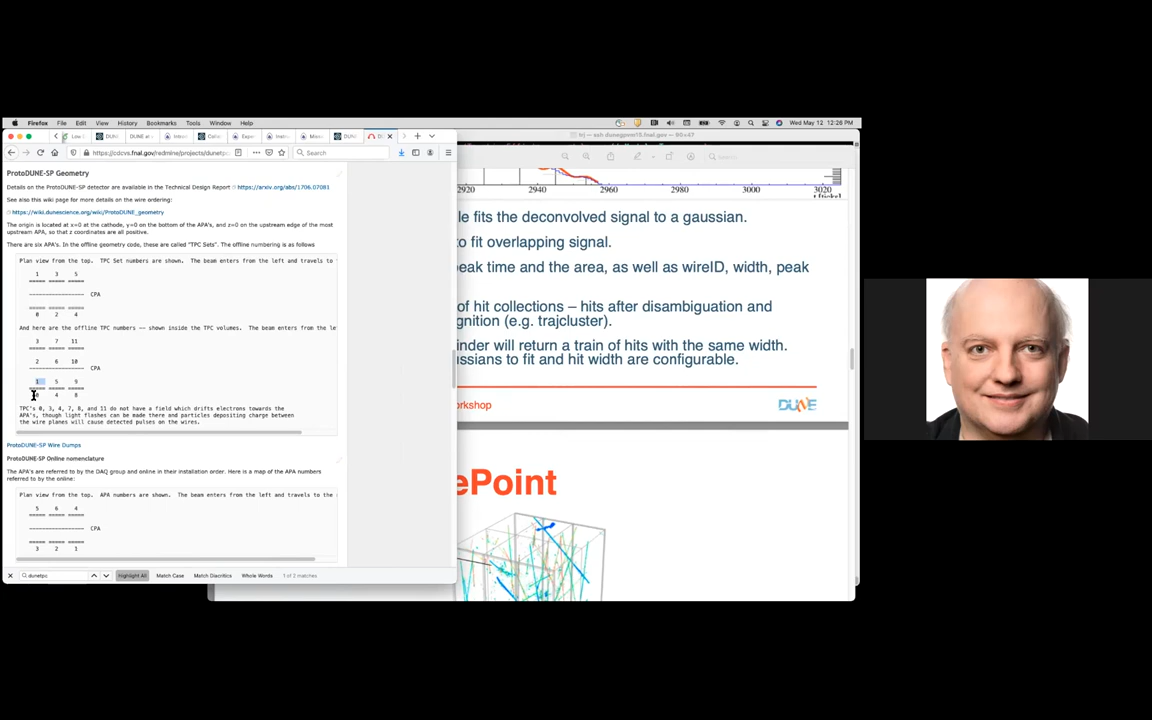 Firefox File Edit View History Bookmarks Tools Window Help
Wed May 12 12:26 PM
trj — ssh dunegpvm15.fnal.gov — 90×47
https://cdcvs.fnal.gov/redmine/projects/dunetpc
Search
Search
ProtoDUNE-SP Geometry
Details on the ProtoDUNE-SP detector are available in the Technical Design Report https://arxiv.org/abs/1706.07081
See also this wiki page for more details on the wire ordering:
https://wiki.dunescience.org/wiki/ProtoDUNE_geometry
The origin is located at x=0 at the cathode, y=0 on the bottom of the APA's, and z=0 on the upstream edge of the most
upstream APA, so that z coordinates are all positive.
There are six APA's. In the offline geometry code, these are called "TPC Sets". The offline numbering is as follows
Plan view from the top. TPC Set numbers are shown. The beam enters from the left and travels to
1 3 5
===== ===== =====
-------------------- CPA
===== ===== =====
0 2 4
And here are the offline TPC numbers -- shown inside the TPC volumes. The beam enters from the le
3 7 11
===== ===== =====
2 6 10
-------------------- CPA
1 5 9
===== ===== =====
0 4 8
TPC's 0, 3, 4, 7, 8, and 11 do not have a field which drifts electrons towards the
APA's, though light flashes can be made there and particles depositing charge between
the wire planes will cause detected pulses on the wires.
ProtoDUNE-SP Wire Dumps
ProtoDUNE-SP Online nomenclature
The APA's are referred to by the DAQ group and online in their installation order. Here is a map of the APA numbers
referred to by the online:
Plan view from the top. APA numbers are shown. The beam enters from the left and travels to the
5 6 4
===== ===== =====
-------------------- CPA
===== ===== =====
3 2 1
dunetpc Highlight All Match Case Match Diacritics Whole Words 1 of 2 matches
2920 2940 2960 2980 3000 3020
t [ticks]
le fits the deconvolved signal to a gaussian.
to fit overlapping signal.
peak time and the area, as well as wireID, width, peak
of hit collections – hits after disambiguation and
gnition (e.g. trajcluster).
inder will return a train of hits with the same width.
ussians to fit and hit width are configurable.
orkshop
DUNE
ePoint